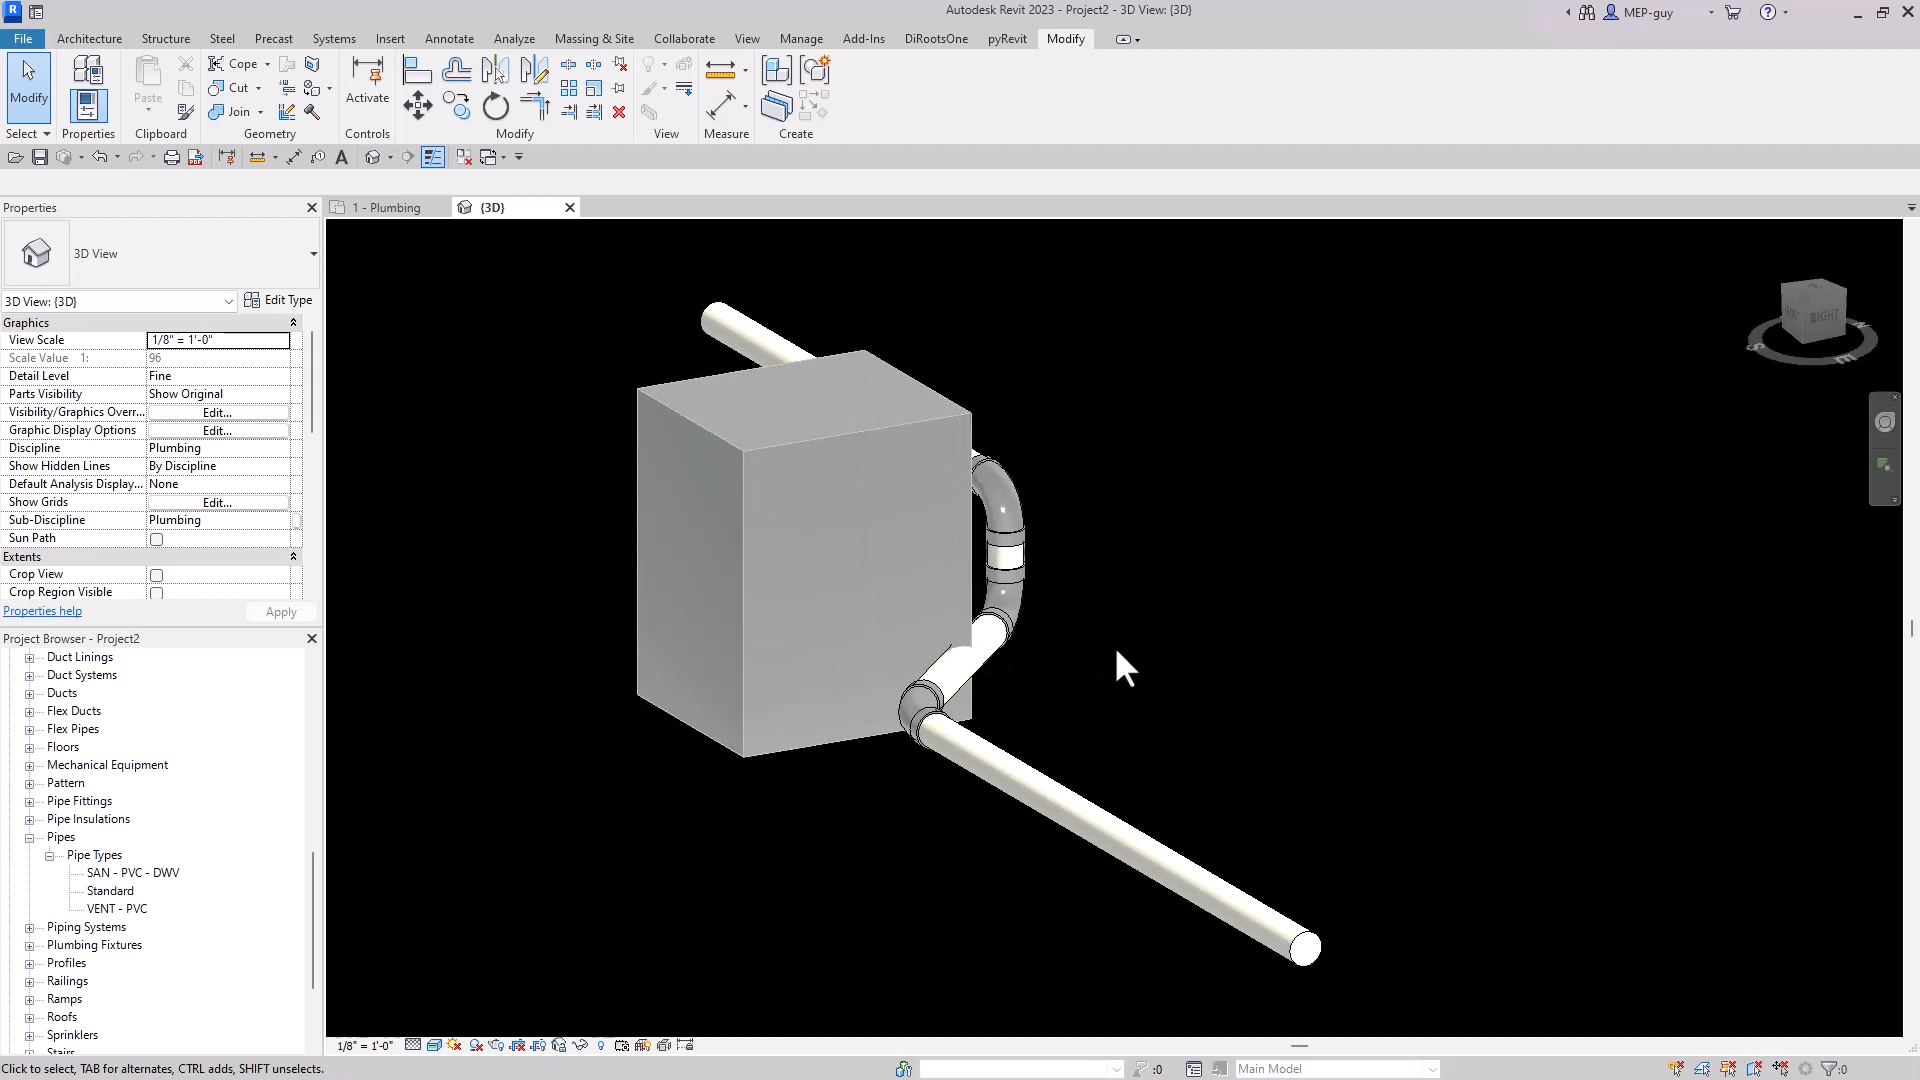 Autodesk Revit 2023 - Project2 - 3D View: {3D}
MEP-guy
File Architecture Structure Steel Precast Systems Insert Annotate Analyze Massing & Site Collaborate View Manage Add-Ins DiRootsOne pyRevit Modify
Modify
Paste
Cope
Cut
Join
Activate
Select Properties Clipboard Geometry Controls Modify View Measure Create
Properties
1 - Plumbing
{3D}
3D View
3D View: {3D}
Edit Type
Graphics
View Scale 1/8" = 1'-0"
Scale Value 1: 96
Detail Level Fine
Parts Visibility Show Original
Visibility/Graphics Overr... Edit...
Graphic Display Options Edit...
Discipline Plumbing
Show Hidden Lines By Discipline
Default Analysis Display... None
Show Grids Edit...
Sub-Discipline Plumbing
Sun Path
Extents
Crop View
Crop Region Visible
Properties help Apply
Project Browser - Project2
Duct Linings
Duct Systems
Ducts
Flex Ducts
Flex Pipes
Floors
Mechanical Equipment
Pattern
Pipe Fittings
Pipe Insulations
Pipes
Pipe Types
SAN - PVC - DWV
Standard
VENT - PVC
Piping Systems
Plumbing Fixtures
Profiles
Railings
Ramps
Roofs
Sprinklers
Stairs
RIGHT
1/8" = 1'-0"
Click to select, TAB for alternates, CTRL adds, SHIFT unselects.
:0
Main Model
:0